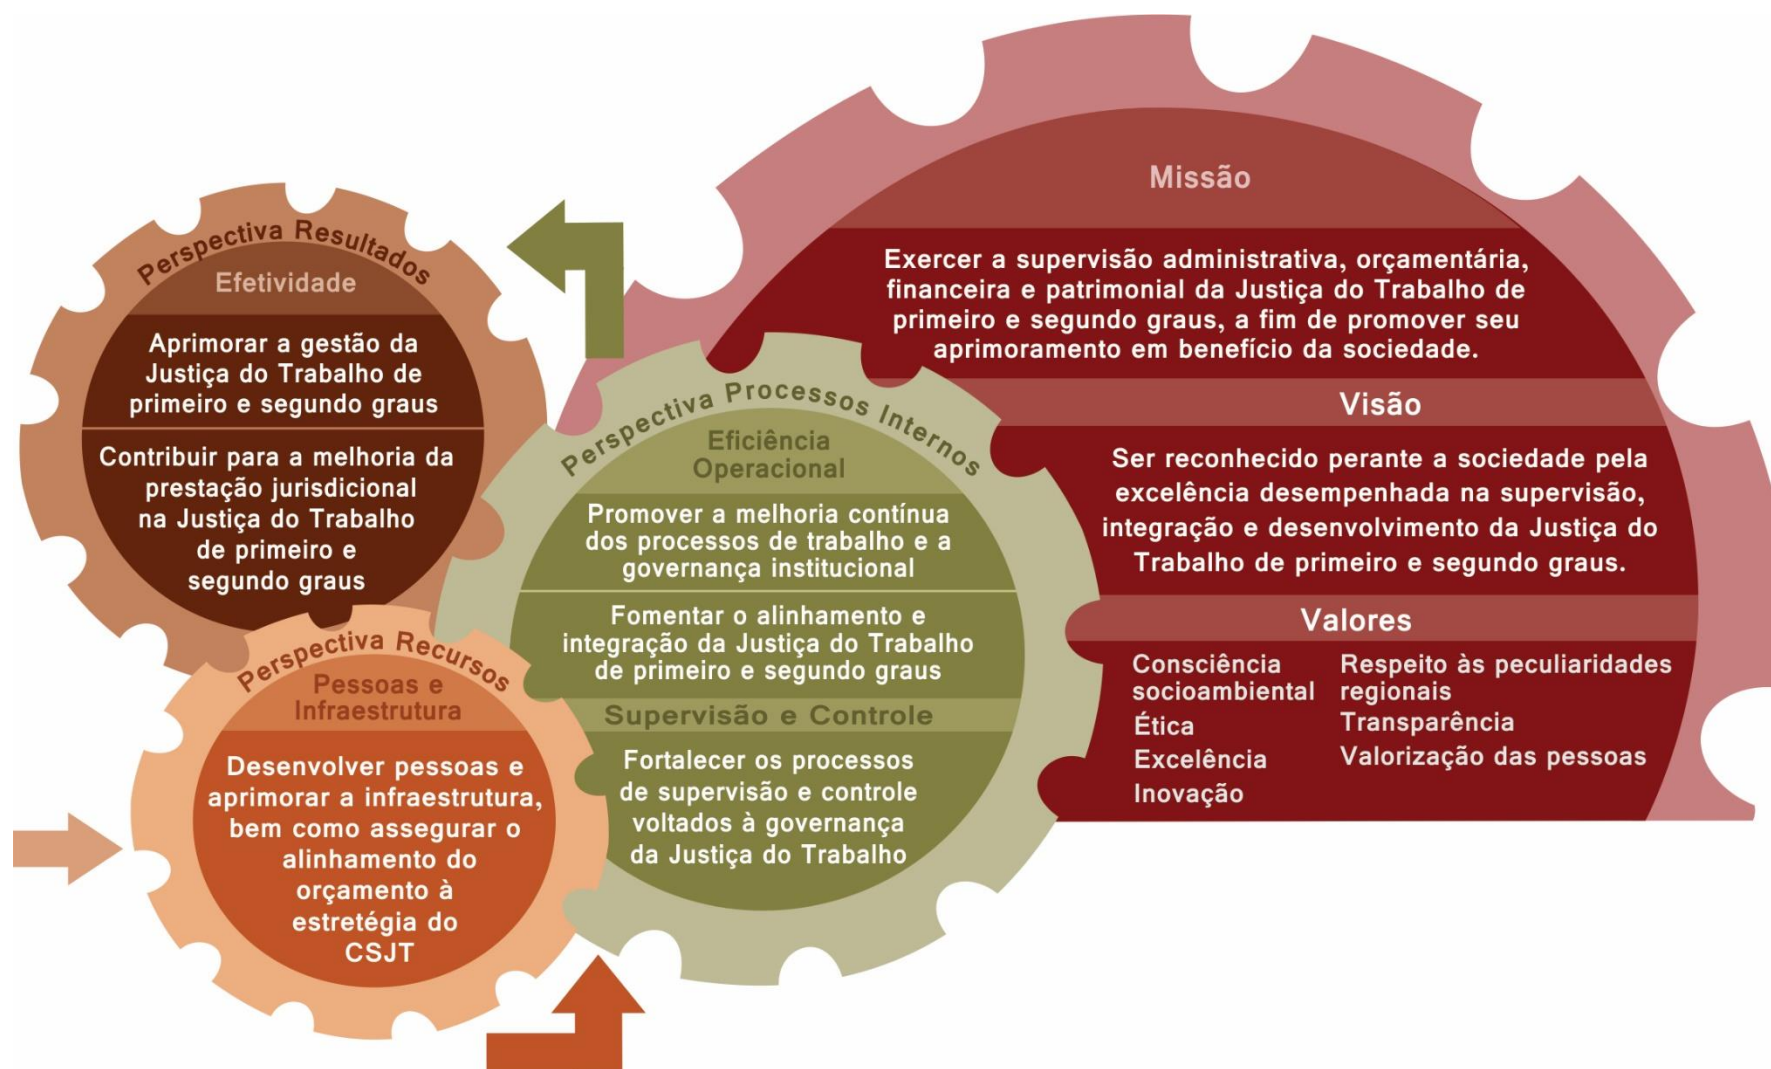 Missão
Exercer a supervisão administrativa, orçamentária,
financeira e patrimonial da Justiça do Trabalho de
primeiro e segundo graus, a fim de promover seu
aprimoramento em benefício da sociedade.
Visão
Ser reconhecido perante a sociedade pela
excelência desempenhada na supervisão,
integração e desenvolvimento da Justiça do
Trabalho de primeiro e segundo graus.
Valores
Consciência
socioambiental
Ética
Excelência
Inovação
Respeito às peculiaridades
regionais
Transparência
Valorização das pessoas
Perspectiva Resultados
Efetividade
Aprimorar a gestão da
Justiça do Trabalho de
primeiro e segundo graus
Contribuir para a melhoria da
prestação jurisdicional
na Justiça do Trabalho
de primeiro e
segundo graus
Perspectiva Processos Internos
Eficiência
Operacional
Promover a melhoria contínua
dos processos de trabalho e a
governança institucional
Fomentar o alinhamento e
integração da Justiça do Trabalho
de primeiro e segundo graus
Supervisão e Controle
Fortalecer os processos
de supervisão e controle
voltados à governança
da Justiça do Trabalho
Perspectiva Recursos
Pessoas e
Infraestrutura
Desenvolver pessoas e
aprimorar a infraestrutura,
bem como assegurar o
alinhamento do
orçamento à
estretégia do
CSJT